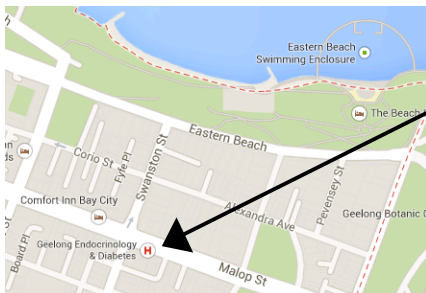 Eastern Beach
Swimming Enclosure
The Beach
Eastern Beach
Corio St
Fyfe Pl
Swanston St
Alexandra Ave
Pevensey St
Comfort Inn Bay City
Geelong Botanic
Geelong Endocrinology
& Diabetes
H
Malop St
Board Pl